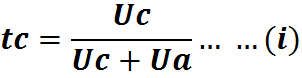 tc = Uc / (Uc + Ua) … … (i)